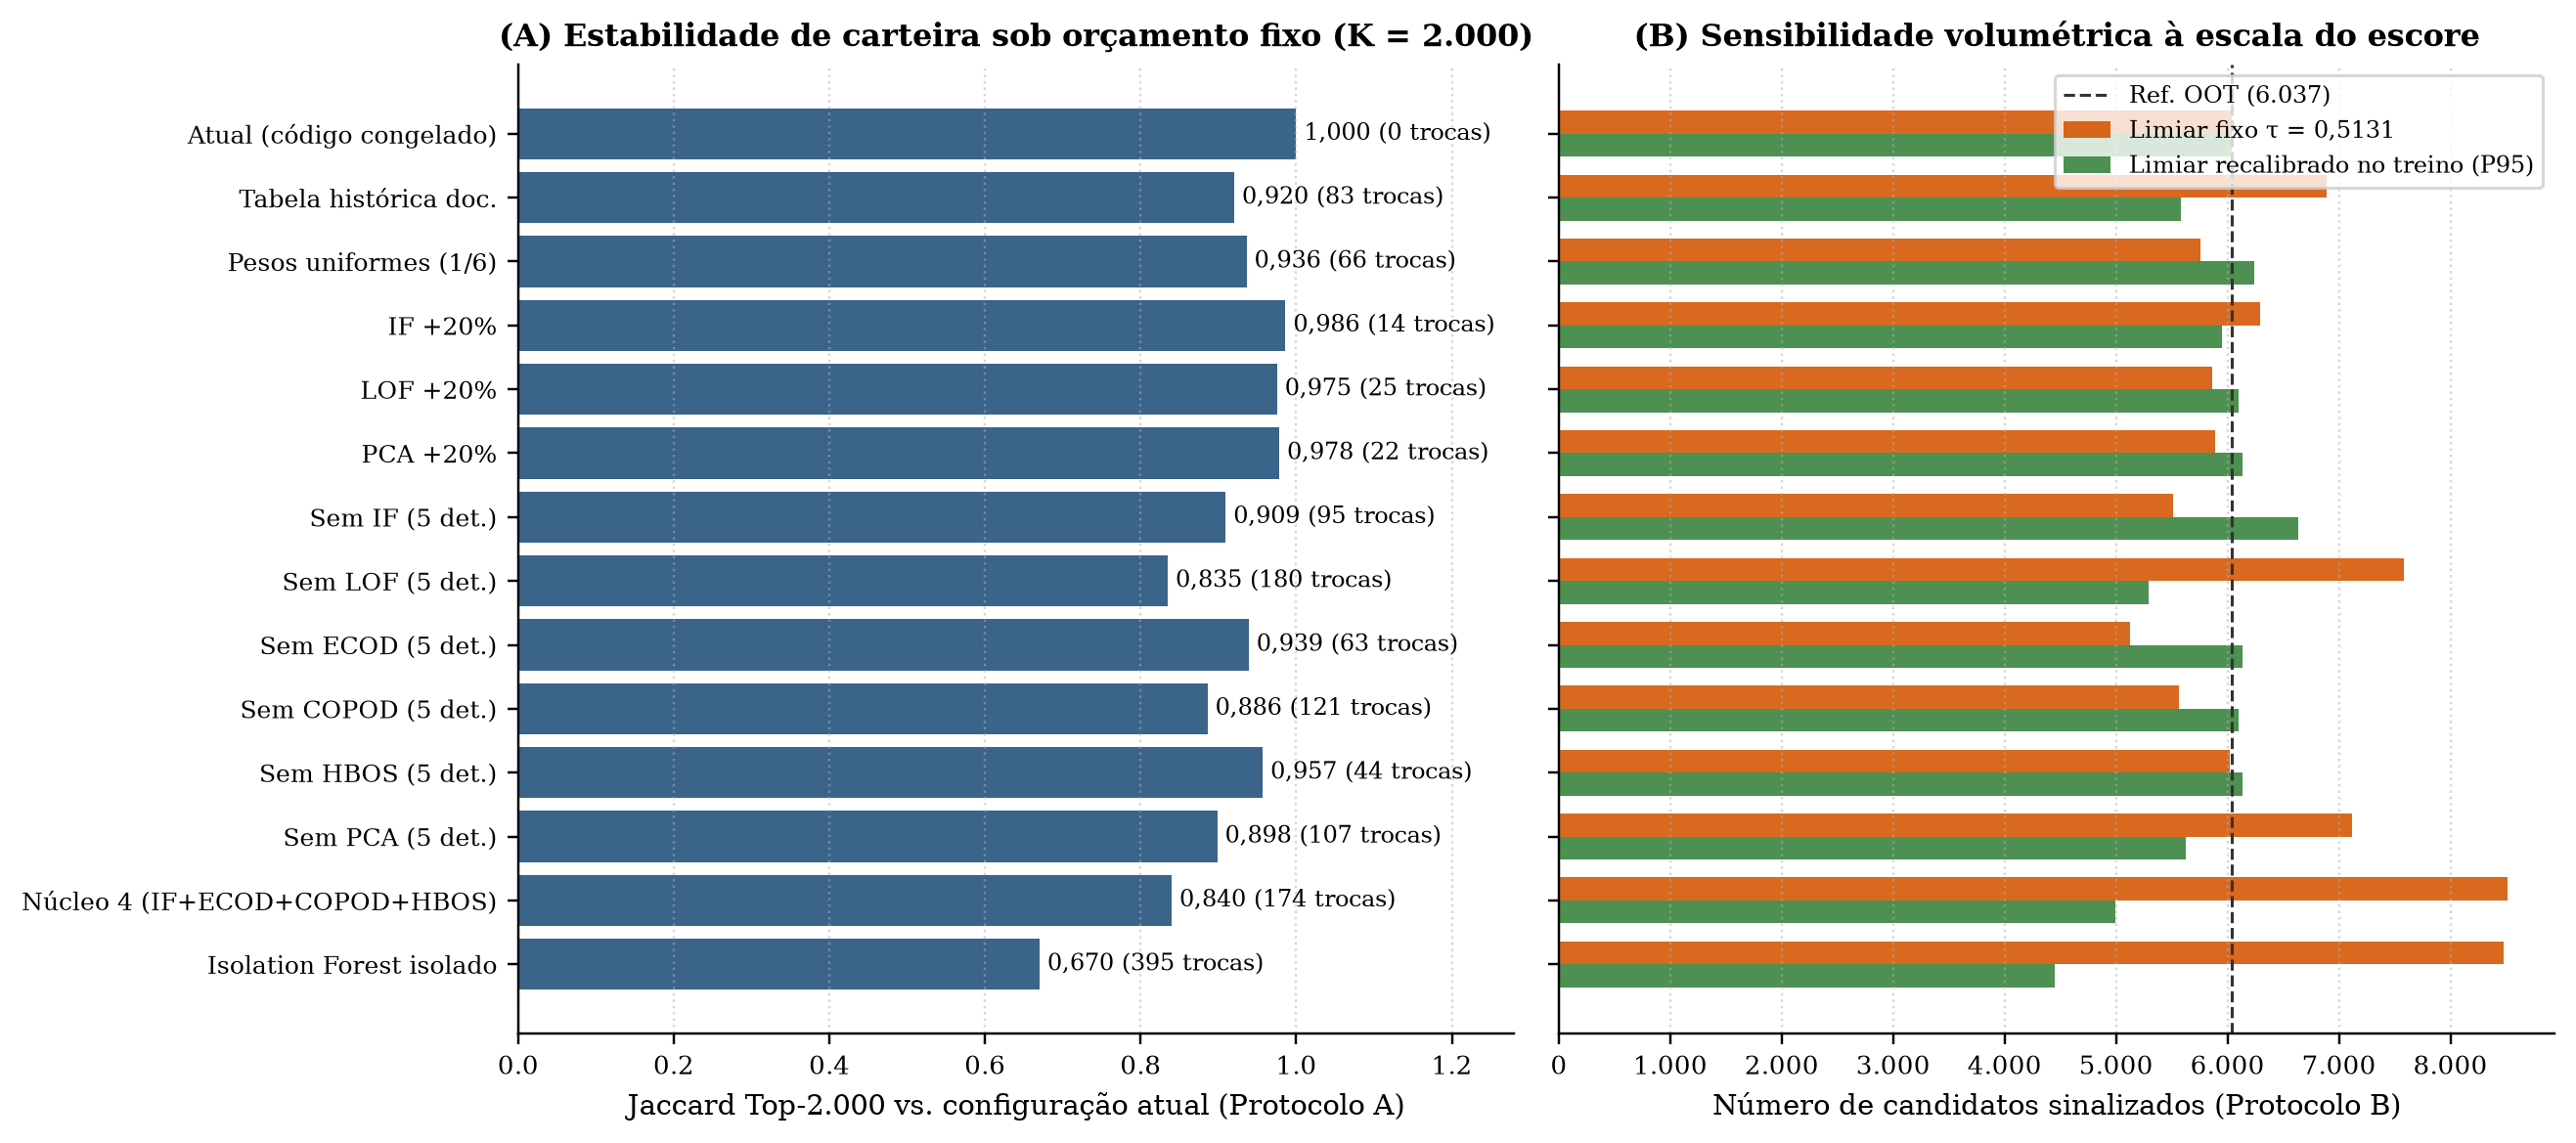 (A) Estabilidade de carteira sob orçamento fixo (K = 2.000)
Atual (código congelado)
1,000 (0 trocas)
Tabela histórica doc.
0,920 (83 trocas)
Pesos uniformes (1/6)
0,936 (66 trocas)
IF +20%
0,986 (14 trocas)
LOF +20%
0,975 (25 trocas)
PCA +20%
0,978 (22 trocas)
Sem IF (5 det.)
0,909 (95 trocas)
Sem LOF (5 det.)
0,835 (180 trocas)
Sem ECOD (5 det.)
0,939 (63 trocas)
Sem COPOD (5 det.)
0,886 (121 trocas)
Sem HBOS (5 det.)
0,957 (44 trocas)
Sem PCA (5 det.)
0,898 (107 trocas)
Núcleo 4 (IF+ECOD+COPOD+HBOS)
0,840 (174 trocas)
Isolation Forest isolado
0,670 (395 trocas)
0.0 0.2 0.4 0.6 0.8 1.0 1.2
Jaccard Top-2.000 vs. configuração atual (Protocolo A)
(B) Sensibilidade volumétrica à escala do escore
Ref. OOT (6.037)
Limiar fixo τ = 0,5131
Limiar recalibrado no treino (P95)
0 1.000 2.000 3.000 4.000 5.000 6.000 7.000 8.000
Número de candidatos sinalizados (Protocolo B)